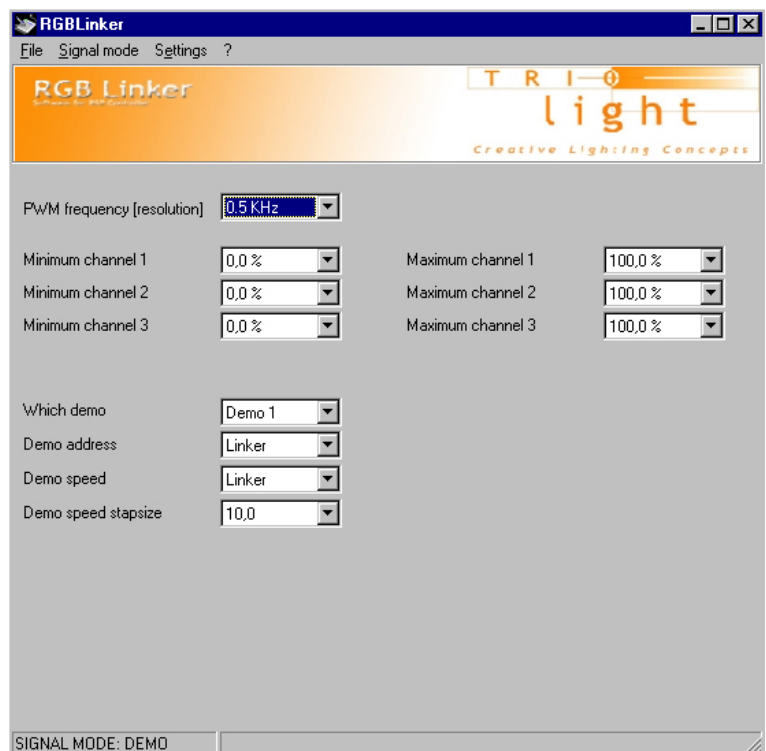 RGBLinker
File Signal mode Settings ?
RGB Linker
TRIO
light
Creative Lighting Concepts
PWM frequency [resolution] 0.5 KHz
Minimum channel 1 0,0 % Maximum channel 1 100,0 %
Minimum channel 2 0,0 % Maximum channel 2 100,0 %
Minimum channel 3 0,0 % Maximum channel 3 100,0 %
Which demo Demo 1
Demo address Linker
Demo speed Linker
Demo speed stapsize 10,0
SIGNAL MODE: DEMO